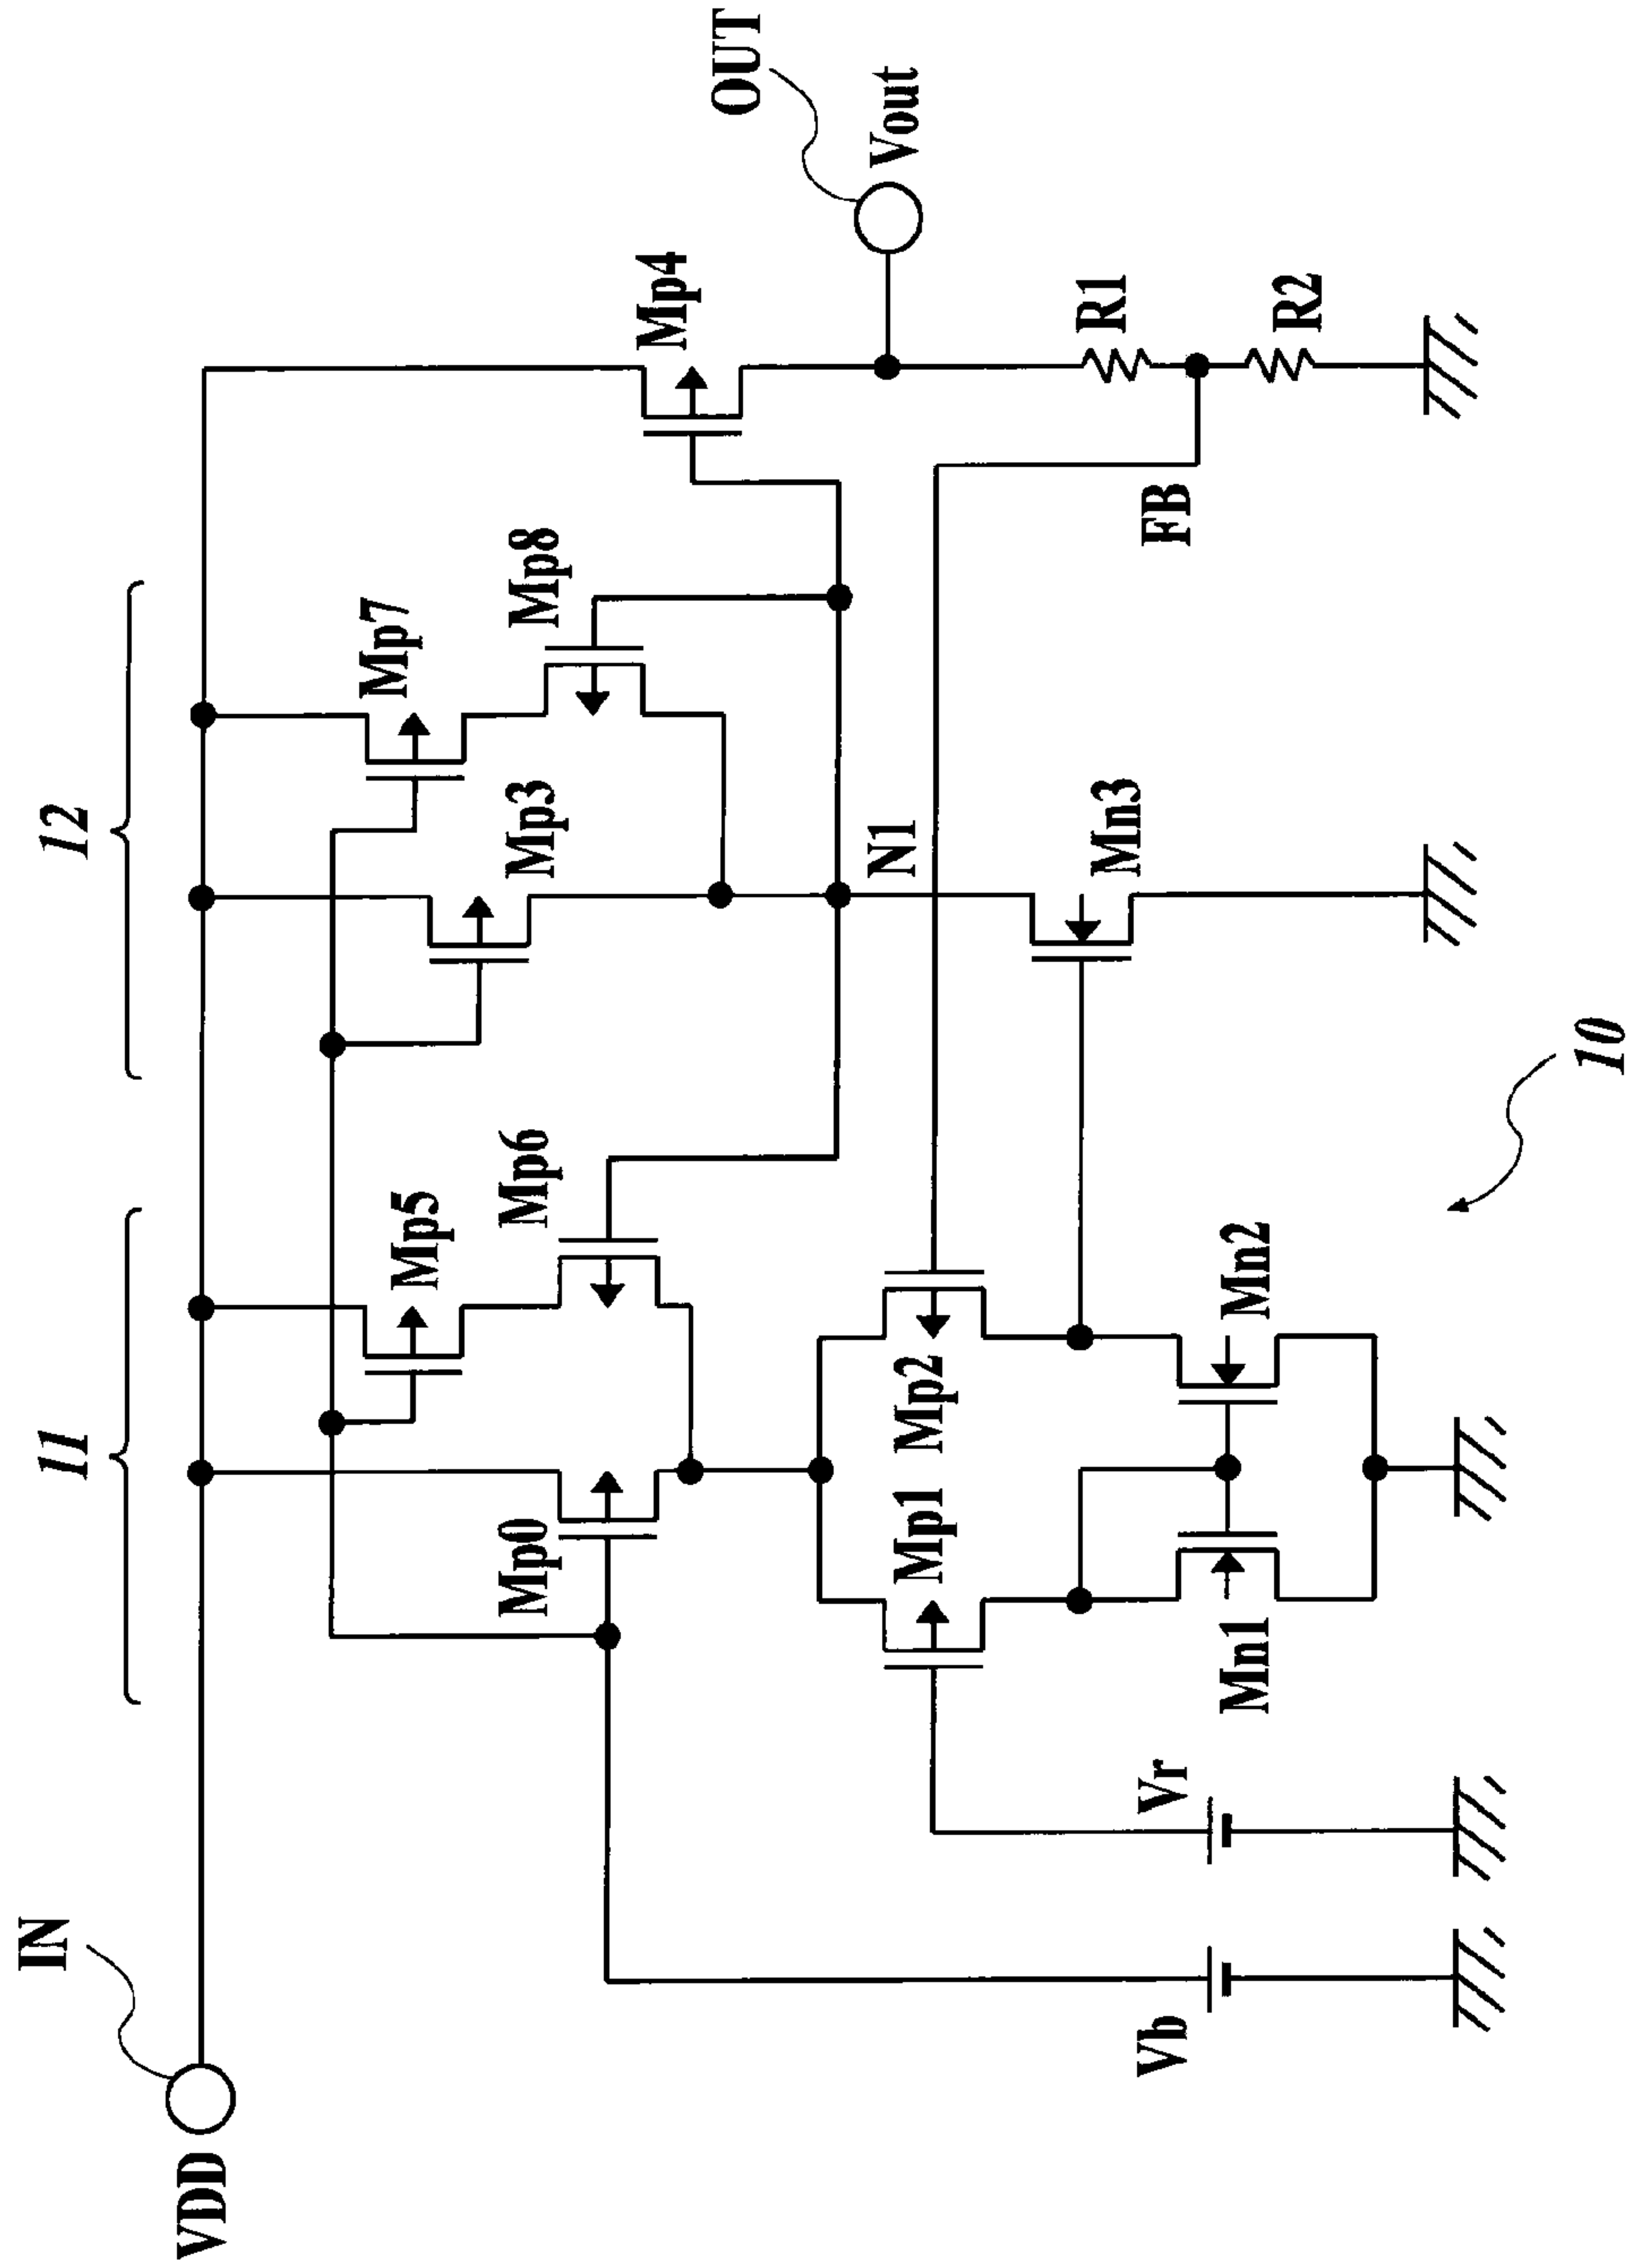 IN
VDD
11
12
OUT
Vout
Mp5
Mp7
Mp0
Mp6
Mp3
Mp8
Mp4
N1
Mp1
Mp2
FB
R1
Vb
Vr
Mn1
Mn2
Mn3
R2
10